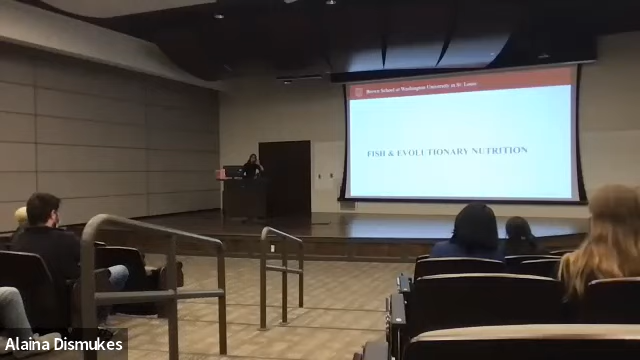 Brown School at Washington University in St. Louis
FISH & EVOLUTIONARY NUTRITION
Alaina Dismukes